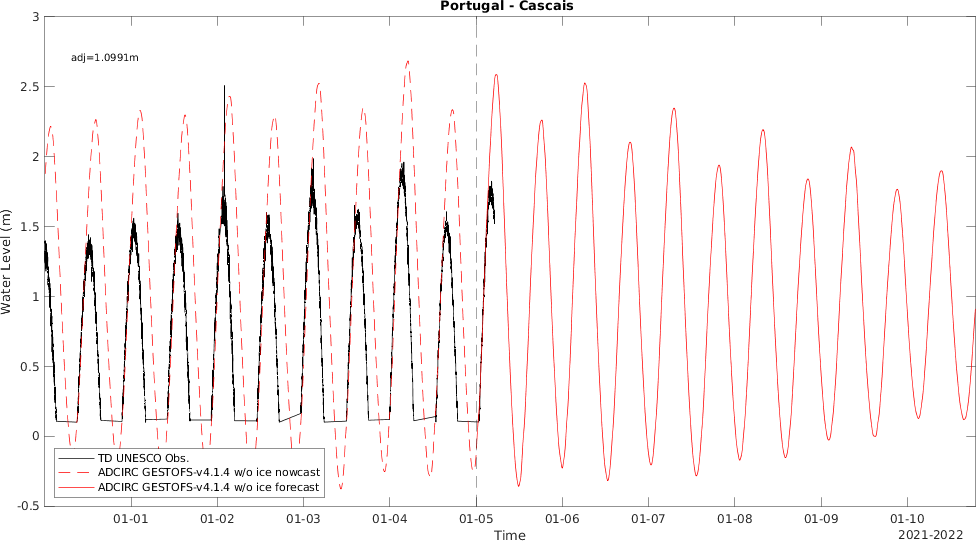 Portugal - Cascais
adj=1.0991m
3
2.5
2
1.5
1
0.5
0
-0.5
Water Level (m)
TD UNESCO Obs.
ADCIRC GESTOFS-v4.1.4 w/o ice nowcast
ADCIRC GESTOFS-v4.1.4 w/o ice forecast
01-01 01-02 01-03 01-04 01-05 01-06 01-07 01-08 01-09 01-10
Time
2021-2022